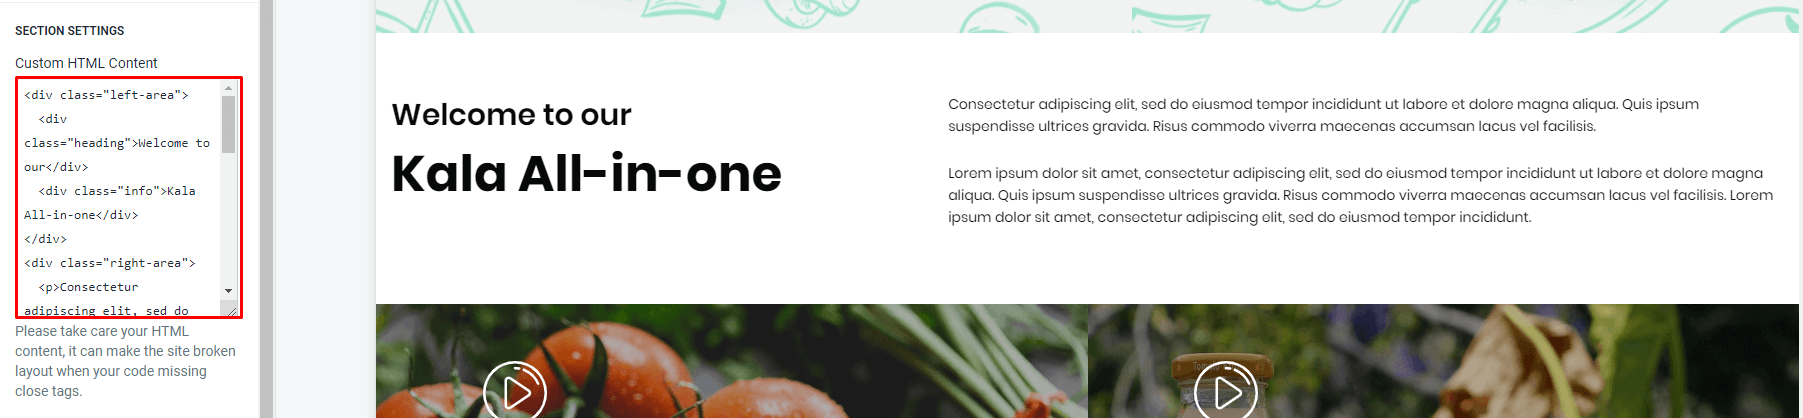 SECTION SETTINGS
Custom HTML Content
<div class="left-area">
<div
class="heading">Welcome to
our</div>
<div class="info">Kala
All-in-one</div>
</div>
<div class="right-area">
<p>Consectetur
adipiscing elit, sed do
Please take care your HTML
content, it can make the site broken
layout when your code missing
close tags.
Welcome to our
Kala All-in-one
Consectetur adipiscing elit, sed do eiusmod tempor incididunt ut labore et dolore magna aliqua. Quis ipsum
suspendisse ultrices gravida. Risus commodo viverra maecenas accumsan lacus vel facilisis.
Lorem ipsum dolor sit amet, consectetur adipiscing elit, sed do eiusmod tempor incididunt ut labore et dolore magna
aliqua. Quis ipsum suspendisse ultrices gravida. Risus commodo viverra maecenas accumsan lacus vel facilisis. Lorem
ipsum dolor sit amet, consectetur adipiscing elit, sed do eiusmod tempor incididunt.